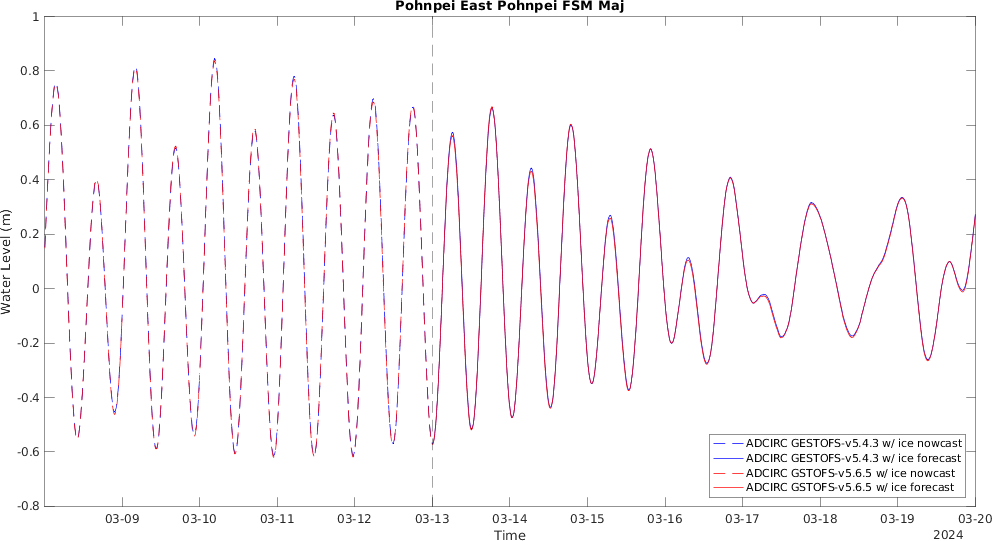 Pohnpei East Pohnpei FSM Maj
1
0.8
0.6
0.4
0.2
0
-0.2
-0.4
-0.6
-0.8
Water Level (m)
ADCIRC GESTOFS-v5.4.3 w/ ice nowcast
ADCIRC GESTOFS-v5.4.3 w/ ice forecast
ADCIRC GSTOFS-v5.6.5 w/ ice nowcast
ADCIRC GSTOFS-v5.6.5 w/ ice forecast
03-09 03-10 03-11 03-12 03-13 03-14 03-15 03-16 03-17 03-18 03-19 03-20
Time
2024